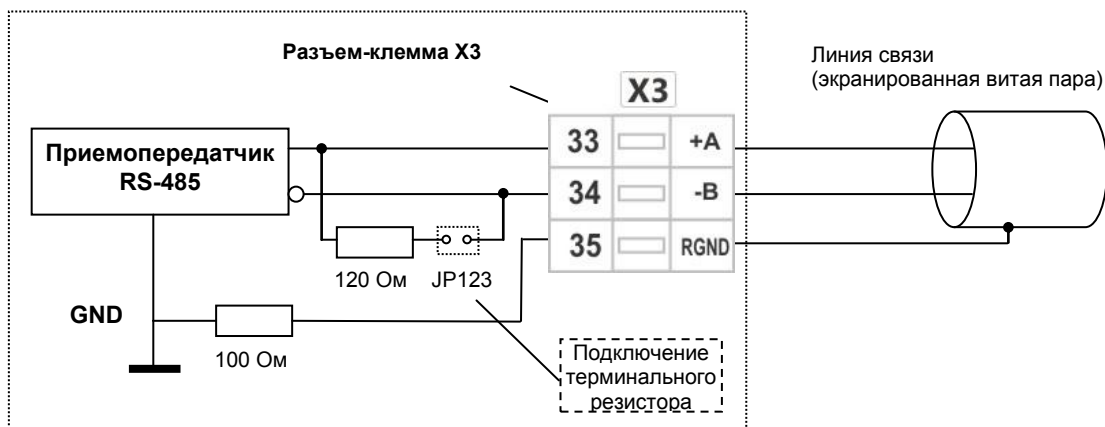 Разъем-клемма X3
Линия связи
(экранированная витая пара)
X3
Приемопередатчик
RS-485
33
+A
34
-B
35
RGND
120 Ом
JP123
GND
100 Ом
Подключение
терминального
резистора